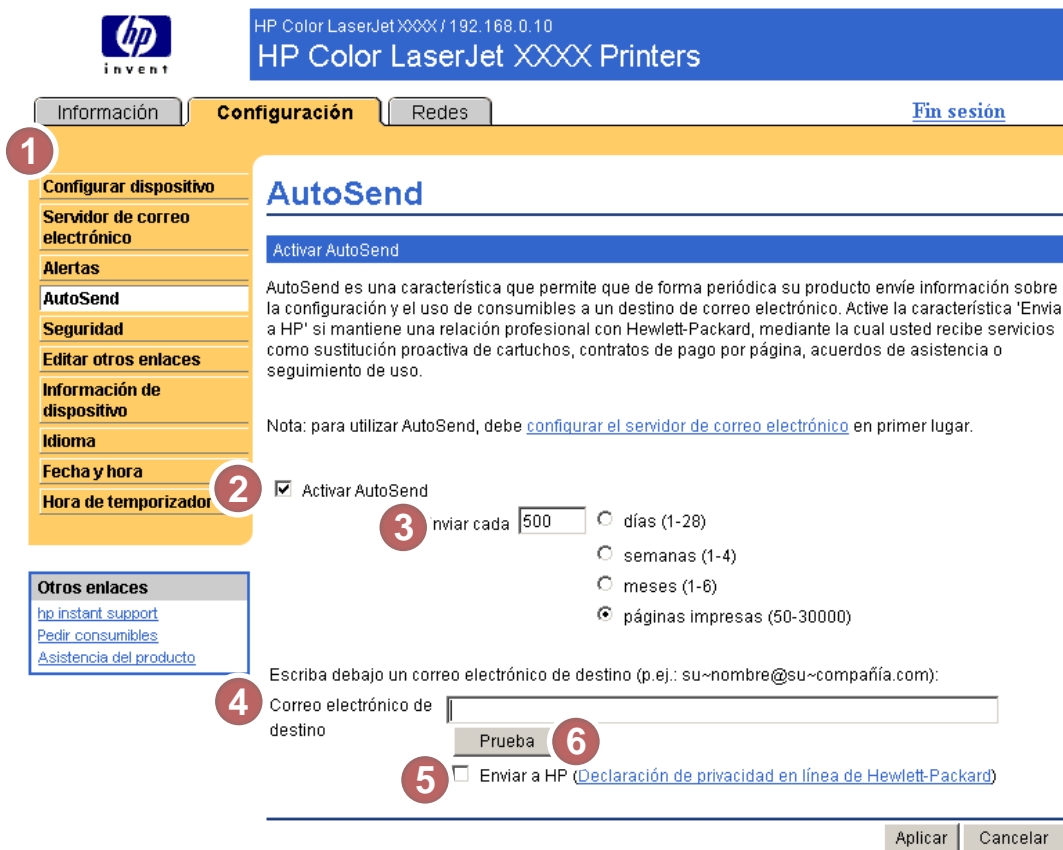 hp
invent
HP Color LaserJet XXXX / 192.168.0.10
HP Color LaserJet XXXX Printers
Información
Configuración
Redes
Fin sesión
1
Configurar dispositivo
Servidor de correo
electrónico
Alertas
AutoSend
Seguridad
Editar otros enlaces
Información de
dispositivo
Idioma
Fecha y hora
Hora de temporizador
Otros enlaces
hp instant support
Pedir consumibles
Asistencia del producto
AutoSend
Activar AutoSend
AutoSend es una característica que permite que de forma periódica su producto envíe información sobre
la configuración y el uso de consumibles a un destino de correo electrónico. Active la característica 'Envia
a HP' si mantiene una relación profesional con Hewlett-Packard, mediante la cual usted recibe servicios
como sustitución proactiva de cartuchos, contratos de pago por página, acuerdos de asistencia o
seguimiento de uso.
Nota: para utilizar AutoSend, debe configurar el servidor de correo electrónico en primer lugar.
2
Activar AutoSend
3
nviar cada 500
días (1-28)
semanas (1-4)
meses (1-6)
páginas impresas (50-30000)
Escriba debajo un correo electrónico de destino (p.ej.: su~nombre@su~compañía.com):
4
Correo electrónico de
destino
Prueba
6
5
Enviar a HP (Declaración de privacidad en línea de Hewlett-Packard)
Aplicar
Cancelar